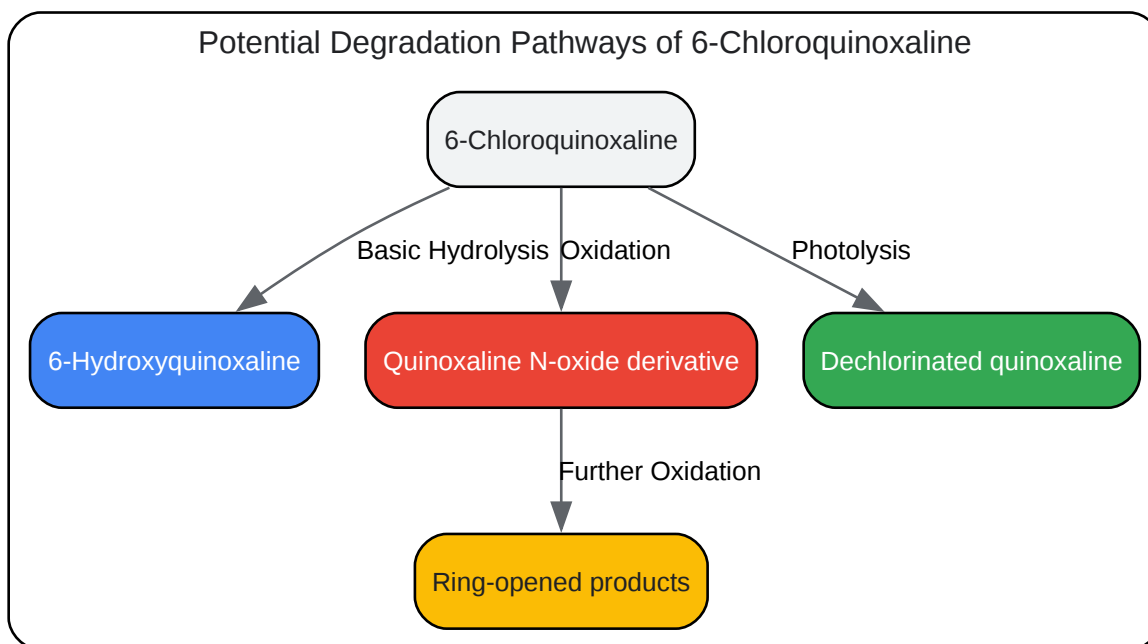 Potential Degradation Pathways of 6-Chloroquinoxaline
6-Chloroquinoxaline
Basic Hydrolysis
Oxidation
Photolysis
6-Hydroxyquinoxaline
Quinoxaline N-oxide derivative
Dechlorinated quinoxaline
Further Oxidation
Ring-opened products